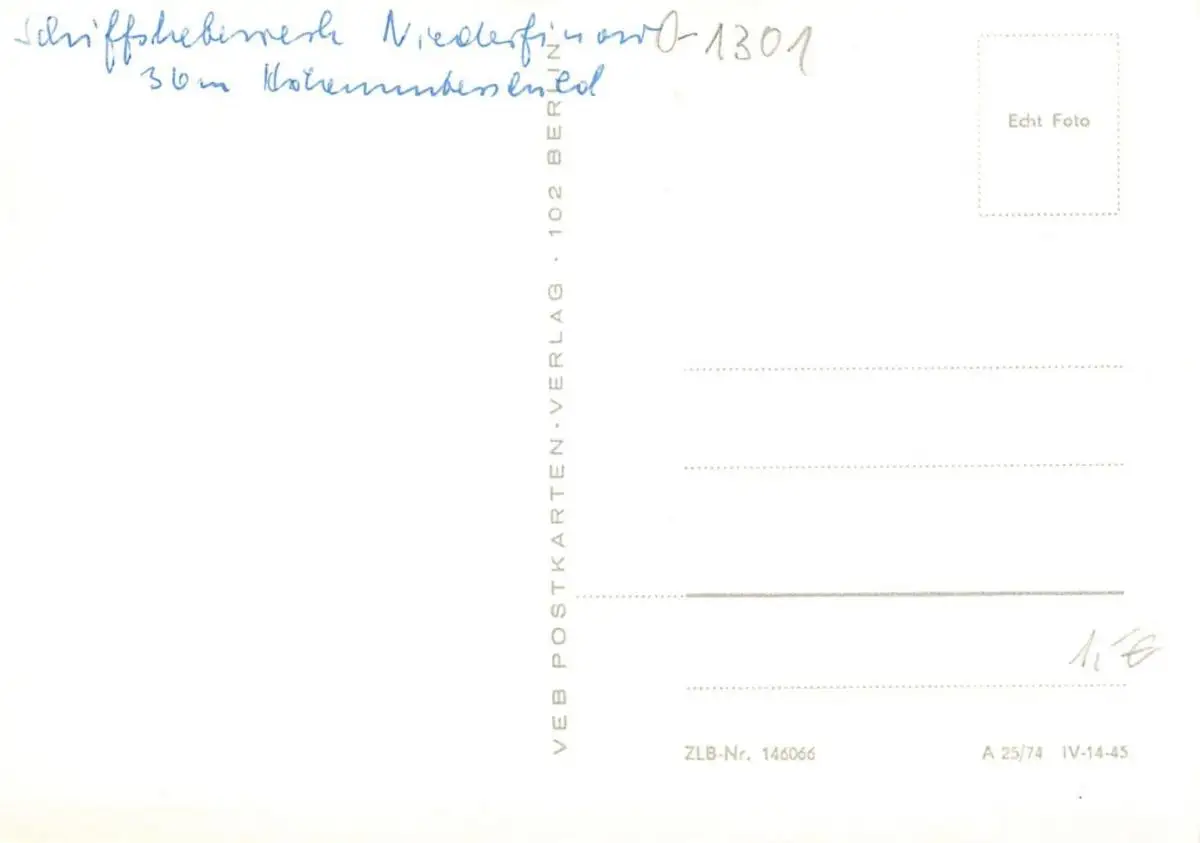 Schiffshebewerk Niederfinow O-1301
36m Höhenunterschied
Echt Foto
VEB POSTKARTEN-VERLAG · 102 BERLIN
1,- €
ZLB-Nr. 146066
A 25/74 IV-14-45